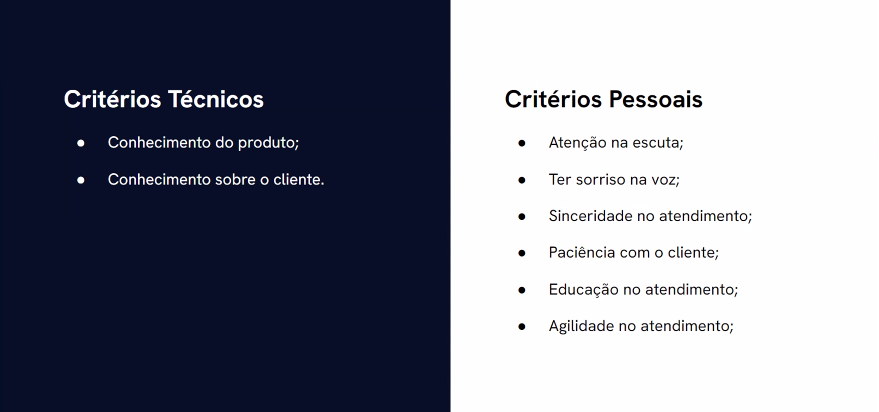 Critérios Técnicos
● Conhecimento do produto;
● Conhecimento sobre o cliente.
Critérios Pessoais
● Atenção na escuta;
● Ter sorriso na voz;
● Sinceridade no atendimento;
● Paciência com o cliente;
● Educação no atendimento;
● Agilidade no atendimento;